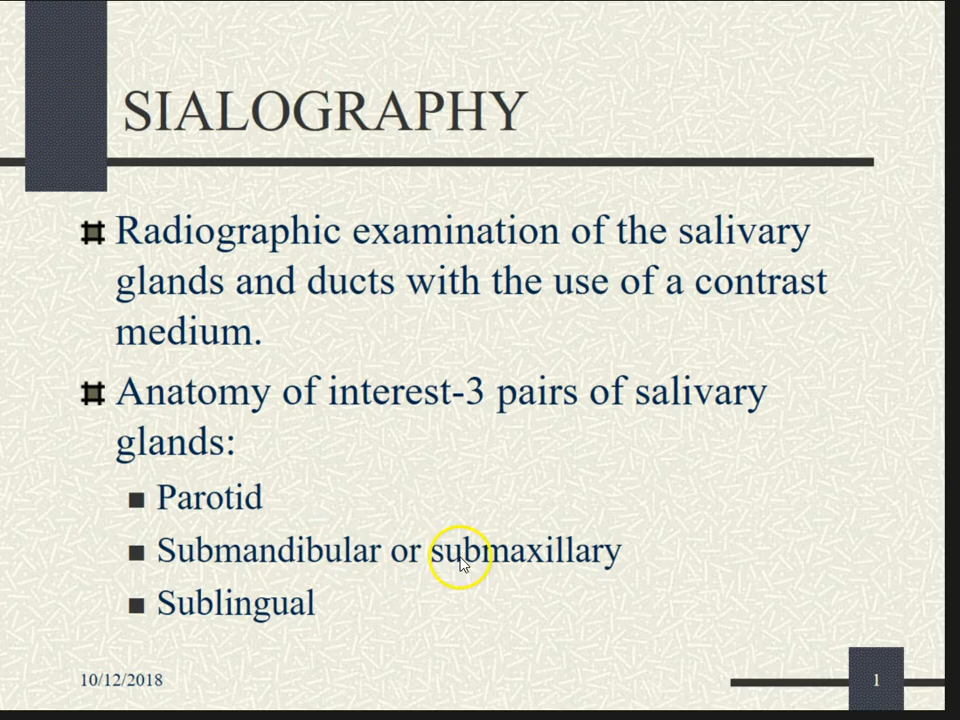 SIALOGRAPHY
Radiographic examination of the salivary
glands and ducts with the use of a contrast
medium.
Anatomy of interest-3 pairs of salivary
glands:
Parotid
Submandibular or submaxillary
Sublingual
10/12/2018
1